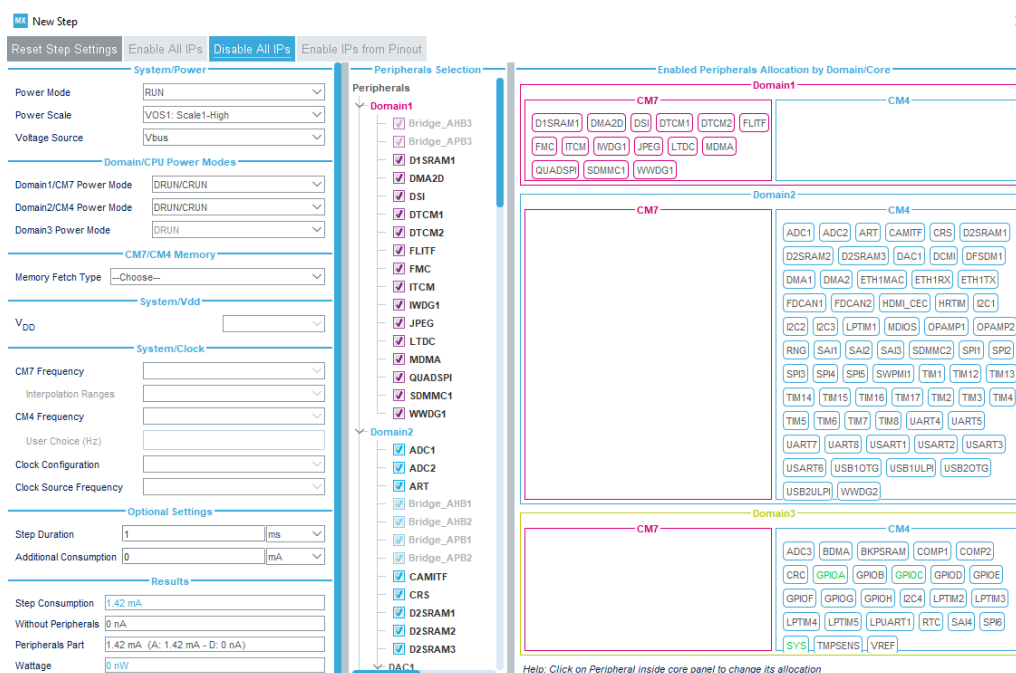 MX New Step
Reset Step Settings Enable All IPs Disable All IPs Enable IPs from Pinout
System/Power
Power Mode RUN
Power Scale VOS1: Scale1-High
Voltage Source Vbus
Domain/CPU Power Modes
Domain1/CM7 Power Mode DRUN/CRUN
Domain2/CM4 Power Mode DRUN/CRUN
Domain3 Power Mode DRUN
CM7/CM4 Memory
Memory Fetch Type --Choose--
System/Vdd
VDD
System/Clock
CM7 Frequency
Interpolation Ranges
CM4 Frequency
User Choice (Hz)
Clock Configuration
Clock Source Frequency
Optional Settings
Step Duration 1 ms
Additional Consumption 0 mA
Results
Step Consumption 1.42 mA
Without Peripherals 0 nA
Peripherals Part 1.42 mA (A: 1.42 mA - D: 0 nA)
Wattage 0 nW
Peripherals Selection
Peripherals
Domain1
Bridge_AHB3
Bridge_APB3
D1SRAM1
DMA2D
DSI
DTCM1
DTCM2
FLITF
FMC
ITCM
IWDG1
JPEG
LTDC
MDMA
QUADSPI
SDMMC1
WWDG1
Domain2
ADC1
ADC2
ART
Bridge_AHB1
Bridge_AHB2
Bridge_APB1
Bridge_APB2
CAMITF
CRS
D2SRAM1
D2SRAM2
D2SRAM3
DAC1
Enabled Peripherals Allocation by Domain/Core
Domain1
CM7
D1SRAM1 DMA2D DSI DTCM1 DTCM2 FLITF
FMC ITCM IWDG1 JPEG LTDC MDMA
QUADSPI SDMMC1 WWDG1
CM4
Domain2
CM7
CM4
ADC1 ADC2 ART CAMITF CRS D2SRAM1
D2SRAM2 D2SRAM3 DAC1 DCMI DFSDM1
DMA1 DMA2 ETH1MAC ETH1RX ETH1TX
FDCAN1 FDCAN2 HDMI_CEC HRTIM I2C1
I2C2 I2C3 LPTIM1 MDIOS OPAMP1 OPAMP2
RNG SAI1 SAI2 SAI3 SDMMC2 SPI1 SPI2
SPI3 SPI4 SPI5 SWPMI1 TIM1 TIM12 TIM13
TIM14 TIM15 TIM16 TIM17 TIM2 TIM3 TIM4
TIM5 TIM6 TIM7 TIM8 UART4 UART5
UART7 UART8 USART1 USART2 USART3
USART6 USB1OTG USB1ULPI USB2OTG
USB2ULPI WWDG2
Domain3
CM7
CM4
ADC3 BDMA BKPSRAM COMP1 COMP2
CRC GPIOA GPIOB GPIOC GPIOD GPIOE
GPIOF GPIOG GPIOH I2C4 LPTIM2 LPTIM3
LPTIM4 LPTIM5 LPUART1 RTC SAI4 SPI6
SYS TMPSENS VREF
Help: Click on Peripheral inside core panel to change its allocation